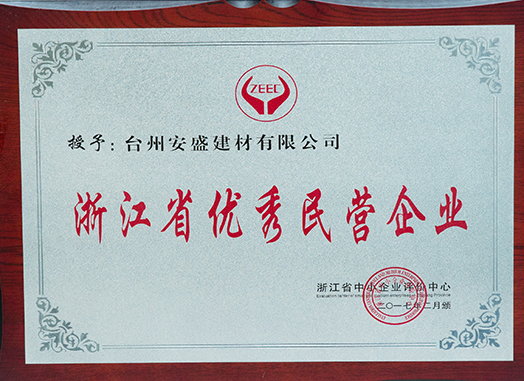 ZEEC
授予：台州安盛建材有限公司
浙江省优秀民营企业
浙江省中小企业评价中心
二〇一七年二月颁